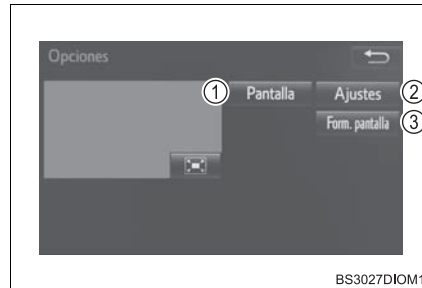 Opciones
① Pantalla Ajustes ②
Form. pantalla ③
BS3027DIOM1